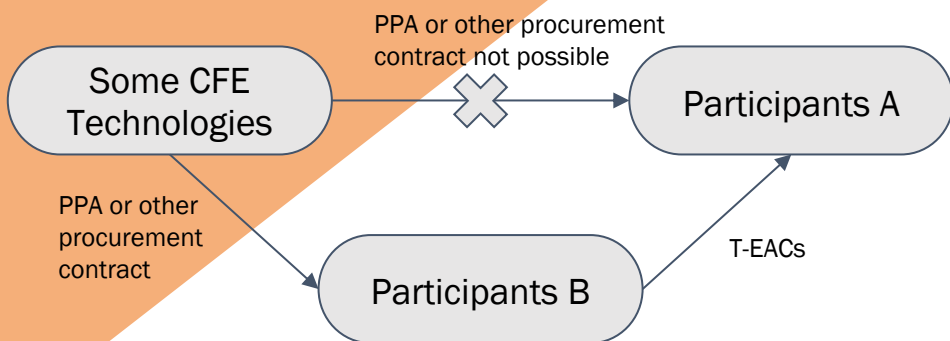 PPA or other procurement
contract not possible
Some CFE
Technologies
Participants A
PPA or other
procurement
contract
T-EACs
Participants B